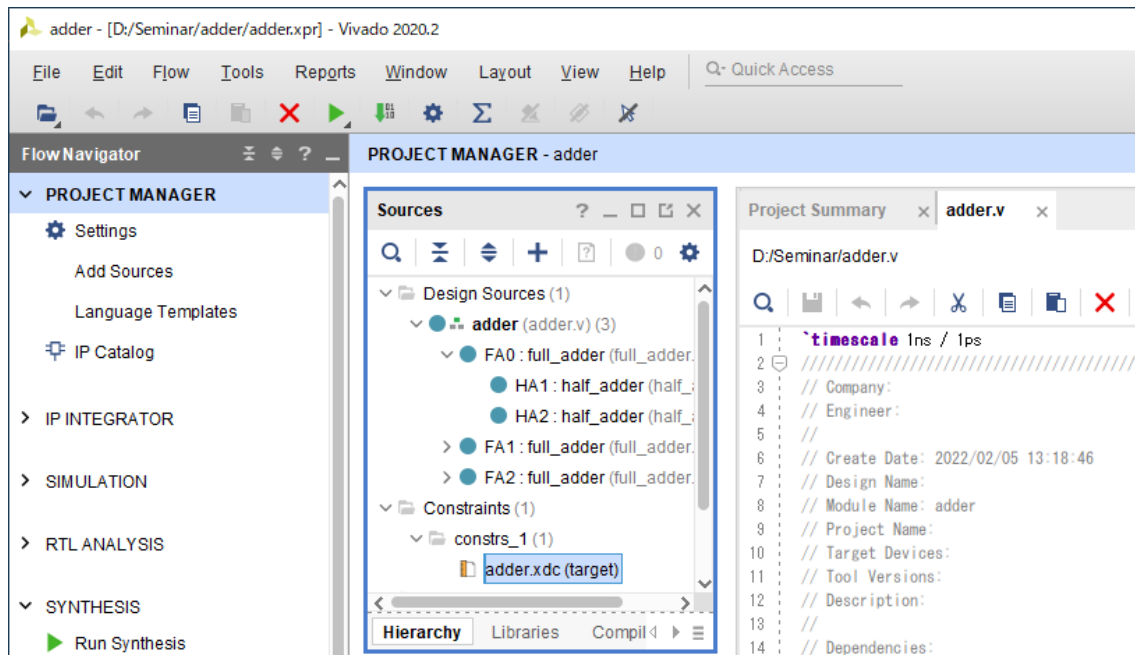 adder - [D:/Seminar/adder/adder.xpr] - Vivado 2020.2
File Edit Flow Tools Reports Window Layout View Help Quick Access
Flow Navigator
PROJECT MANAGER - adder
PROJECT MANAGER
Settings
Add Sources
Language Templates
IP Catalog
IP INTEGRATOR
SIMULATION
RTL ANALYSIS
SYNTHESIS
Run Synthesis
Sources
0
Design Sources (1)
adder (adder.v) (3)
FA0 : full_adder (full_adder.
HA1 : half_adder (half_
HA2 : half_adder (half_
FA1 : full_adder (full_adder.
FA2 : full_adder (full_adder.
Constraints (1)
constrs_1 (1)
adder.xdc (target)
Hierarchy Libraries Compil
Project Summary adder.v
D:/Seminar/adder.v
1 `timescale 1ns / 1ps
2 ////////////////////////////////////////
3 // Company:
4 // Engineer:
5 //
6 // Create Date: 2022/02/05 13:18:46
7 // Design Name:
8 // Module Name: adder
9 // Project Name:
10 // Target Devices:
11 // Tool Versions:
12 // Description:
13 //
14 // Dependencies: